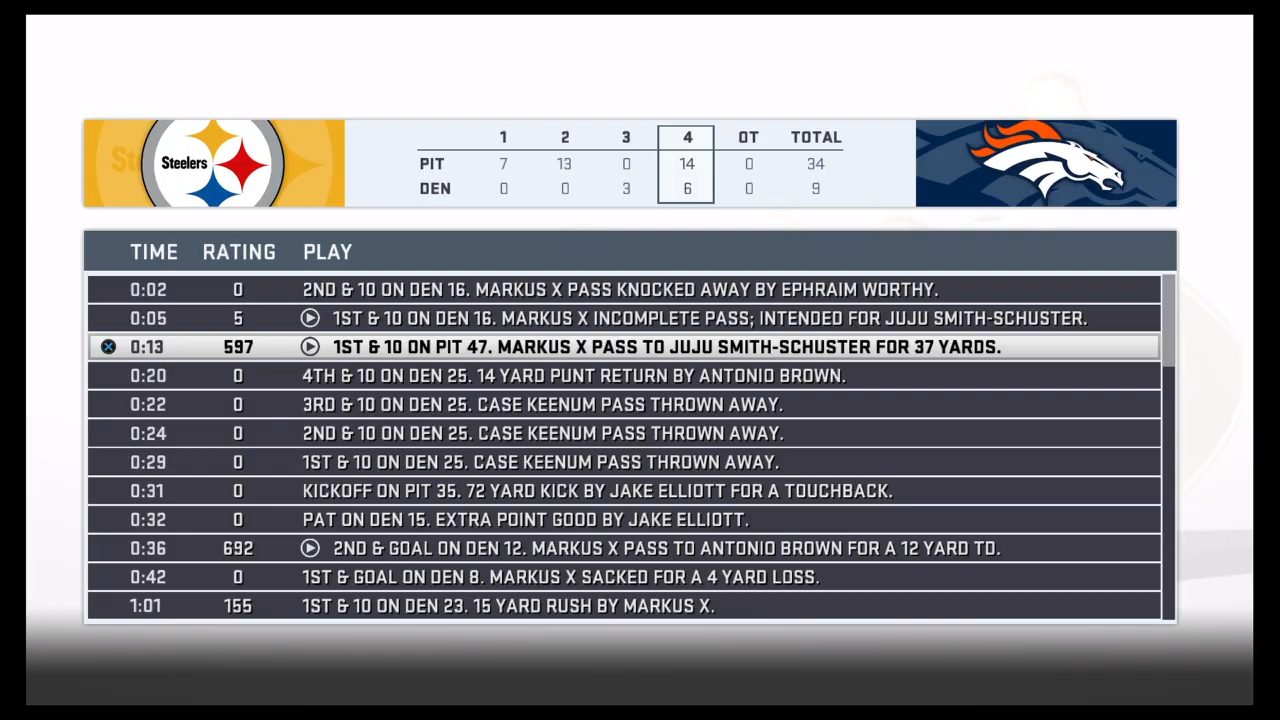 Steelers
1 2 3 4 OT TOTAL
PIT 7 13 0 14 0 34
DEN 0 0 3 6 0 9
TIME RATING PLAY
0:02 0 2ND & 10 ON DEN 16. MARKUS X PASS KNOCKED AWAY BY EPHRAIM WORTHY.
0:05 5 1ST & 10 ON DEN 16. MARKUS X INCOMPLETE PASS; INTENDED FOR JUJU SMITH-SCHUSTER.
0:13 597 1ST & 10 ON PIT 47. MARKUS X PASS TO JUJU SMITH-SCHUSTER FOR 37 YARDS.
0:20 0 4TH & 10 ON DEN 25. 14 YARD PUNT RETURN BY ANTONIO BROWN.
0:22 0 3RD & 10 ON DEN 25. CASE KEENUM PASS THROWN AWAY.
0:24 0 2ND & 10 ON DEN 25. CASE KEENUM PASS THROWN AWAY.
0:29 0 1ST & 10 ON DEN 25. CASE KEENUM PASS THROWN AWAY.
0:31 0 KICKOFF ON PIT 35. 72 YARD KICK BY JAKE ELLIOTT FOR A TOUCHBACK.
0:32 0 PAT ON DEN 15. EXTRA POINT GOOD BY JAKE ELLIOTT.
0:36 692 2ND & GOAL ON DEN 12. MARKUS X PASS TO ANTONIO BROWN FOR A 12 YARD TD.
0:42 0 1ST & GOAL ON DEN 8. MARKUS X SACKED FOR A 4 YARD LOSS.
1:01 155 1ST & 10 ON DEN 23. 15 YARD RUSH BY MARKUS X.